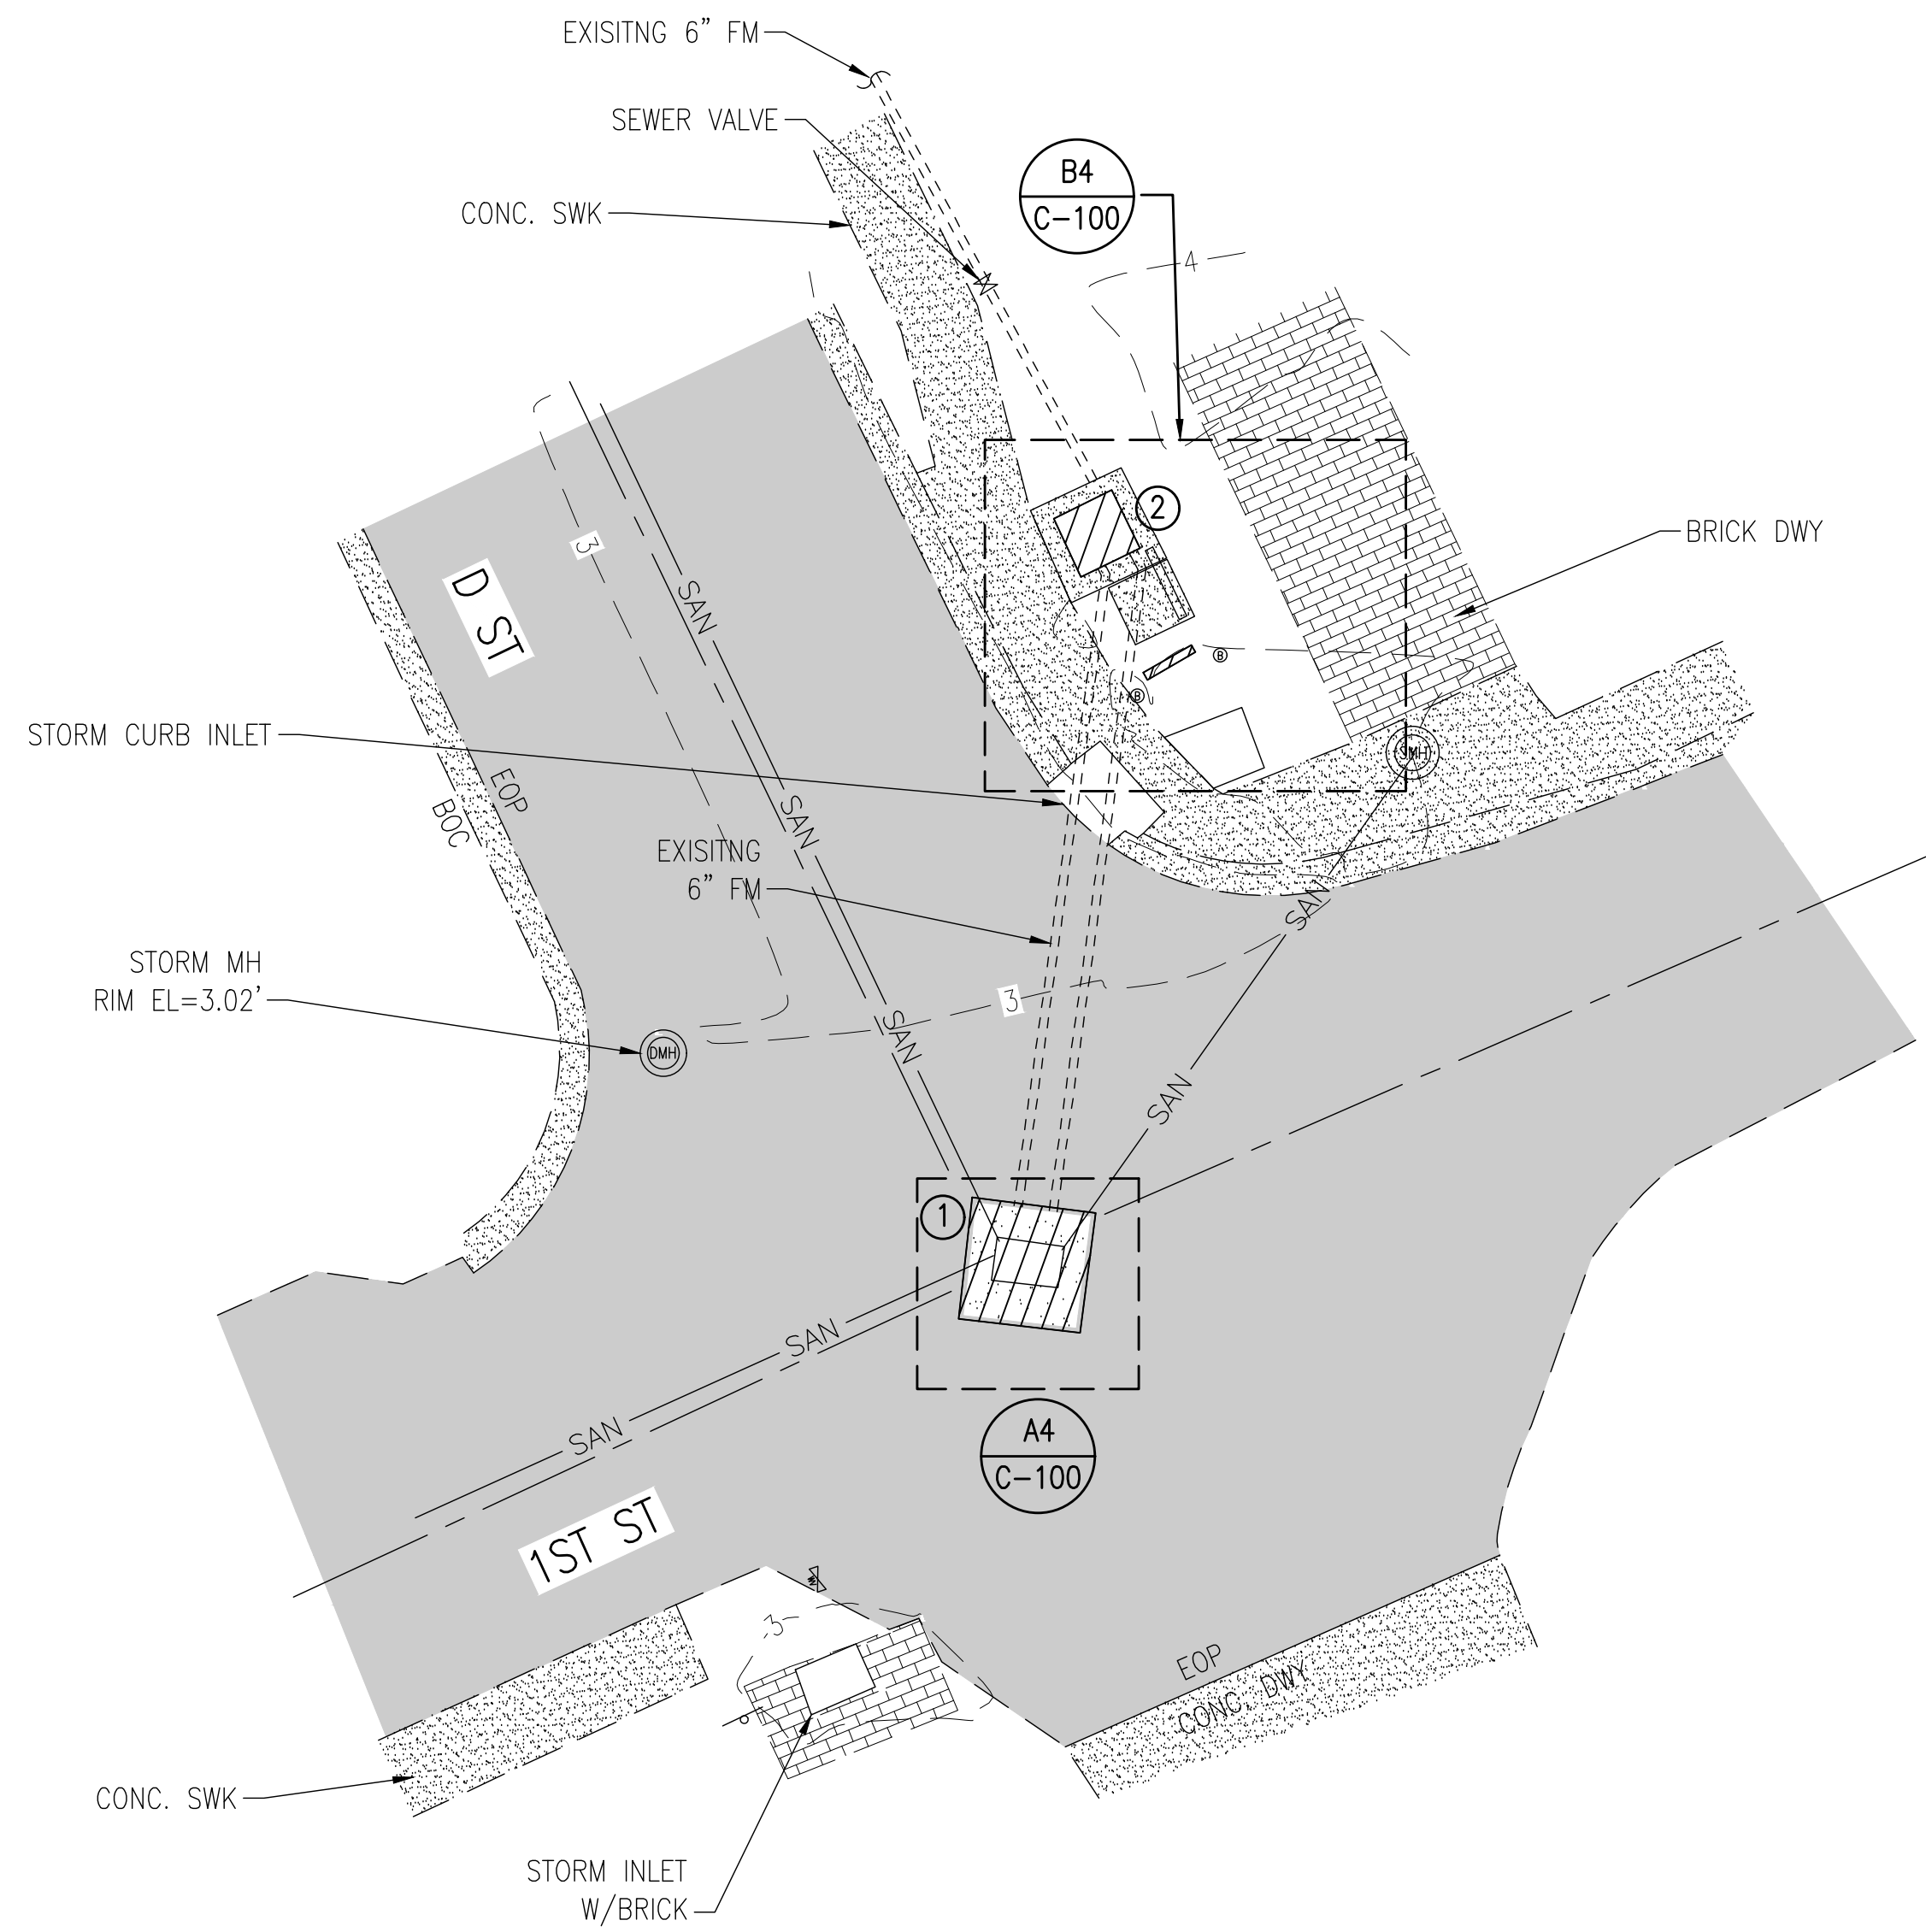 EXISITNG 6" FM
SEWER VALVE
CONC. SWK
B4
C-100
4
2
3
D ST
SAN
BRICK DWY
STORM CURB INLET
EOP
BOC
SAN
B
B
SMH
EXISITNG
6" FM
SAN
STORM MH
RIM EL=3.02'
DMH
3
SAN
SAN
1
SAN
SAN
A4
C-100
1ST ST
3
EOP
CONC. DWY
CONC. SWK
STORM INLET
W/BRICK